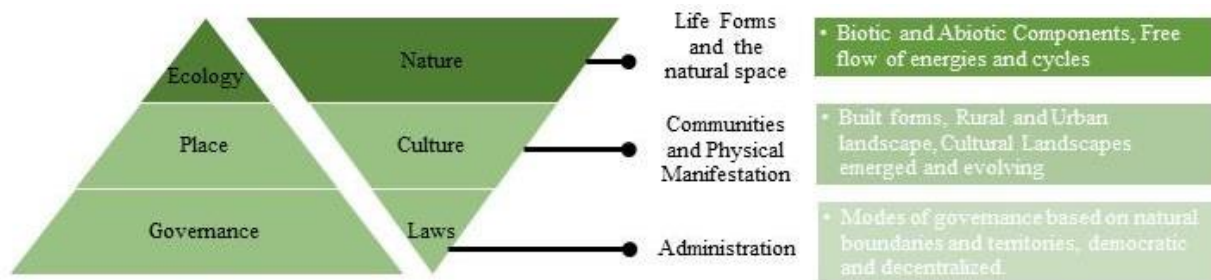 Ecology
Place
Governance
Nature
Culture
Laws
Life Forms
and the
natural space
Communities
and Physical
Manifestation
Administration
• Biotic and Abiotic Components, Free
flow of energies and cycles
• Built forms, Rural and Urban
landscape, Cultural Landscapes
emerged and evolving
• Modes of governance based on natural
boundaries and territories, democratic
and decentralized.